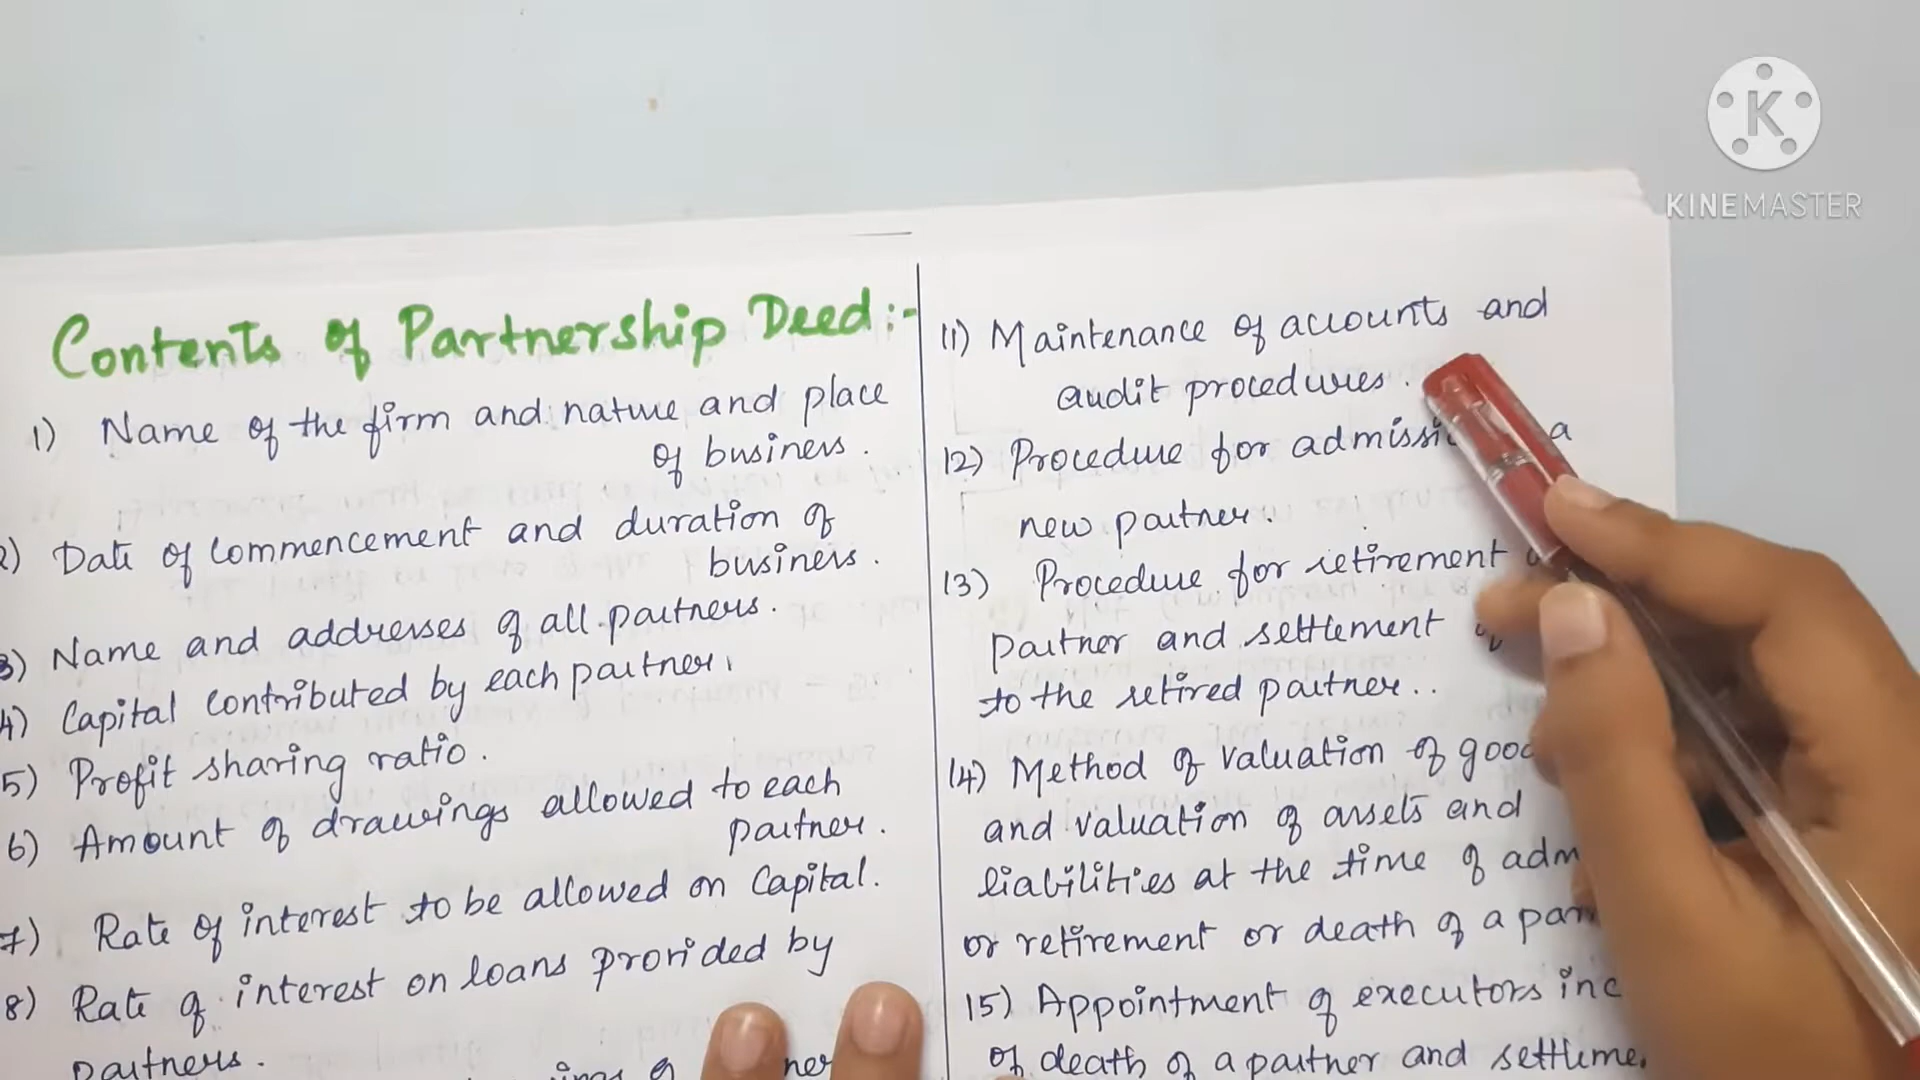 Contents of Partnership Deed:-
1) Name of the firm and nature and place
of business.
2) Date of commencement and duration of
business.
3) Name and addresses of all partners.
4) Capital contributed by each partner.
5) Profit sharing ratio.
6) Amount of drawings allowed to each
partner.
7) Rate of interest to be allowed on Capital.
8) Rate of interest on loans provided by
partners.
11) Maintenance of accounts and
audit procedures.
12) Procedure for a
new partner.
13) Procedure for retirement
partner and settlement of
to the retired partner..
14) Method of valuation of
and valuation of assets and
liabilities at the time of
or retirement or death of a
15) Appointment of executors in
of death of a partner and
K
KINEMASTER